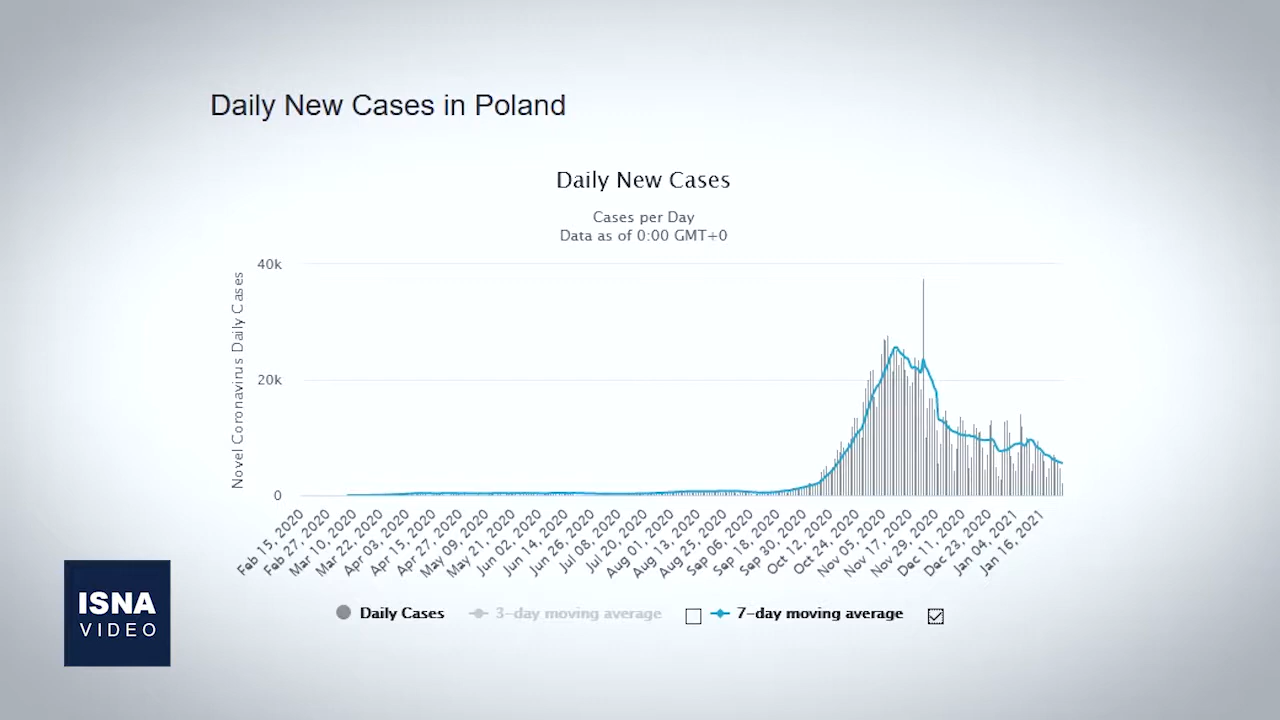 Daily New Cases in Poland
Daily New Cases
Cases per Day
Data as of 0:00 GMT+0
Novel Coronavirus Daily Cases
40k
20k
0
Feb 15, 2020
Feb 27, 2020
Mar 10, 2020
Mar 22, 2020
Apr 03, 2020
Apr 15, 2020
Apr 27, 2020
May 09, 2020
May 21, 2020
Jun 02, 2020
Jun 14, 2020
Jun 26, 2020
Jul 08, 2020
Jul 20, 2020
Aug 01, 2020
Aug 13, 2020
Aug 25, 2020
Sep 06, 2020
Sep 18, 2020
Sep 30, 2020
Oct 12, 2020
Oct 24, 2020
Nov 05, 2020
Nov 17, 2020
Nov 29, 2020
Dec 11, 2020
Dec 23, 2020
Jan 04, 2021
Jan 16, 2021
Daily Cases 3-day moving average 7-day moving average
ISNA
VIDEO